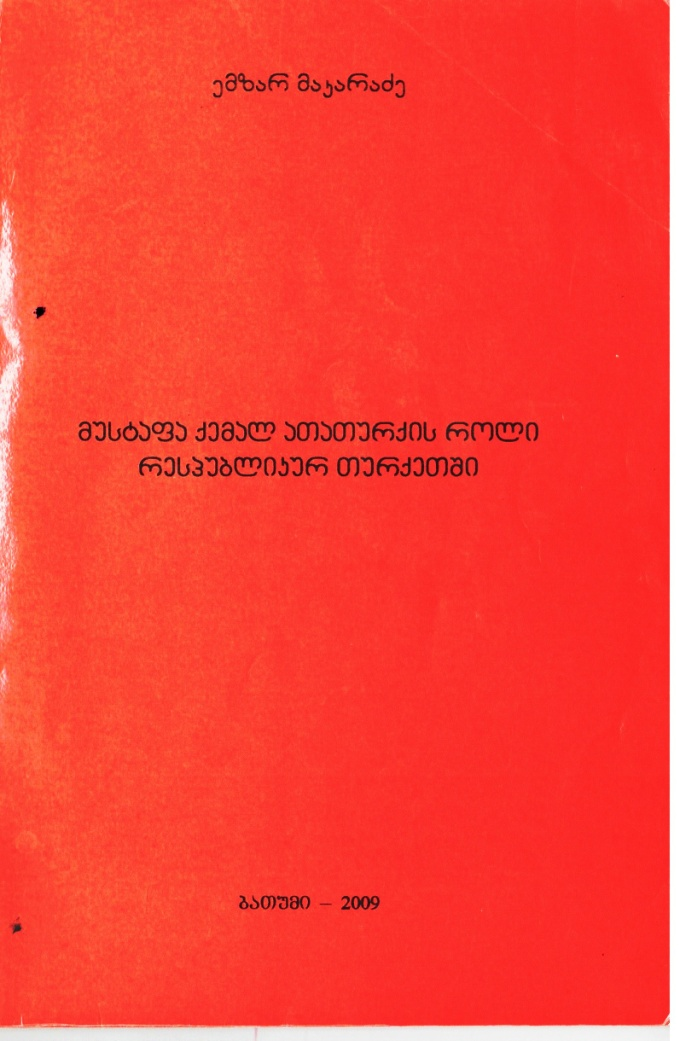 ემზარ მაკარაძე
მუსტაფა ქემალ ათათურქის როლი
რესპუბლიკურ თურქეთში
ბათუმი – 2009